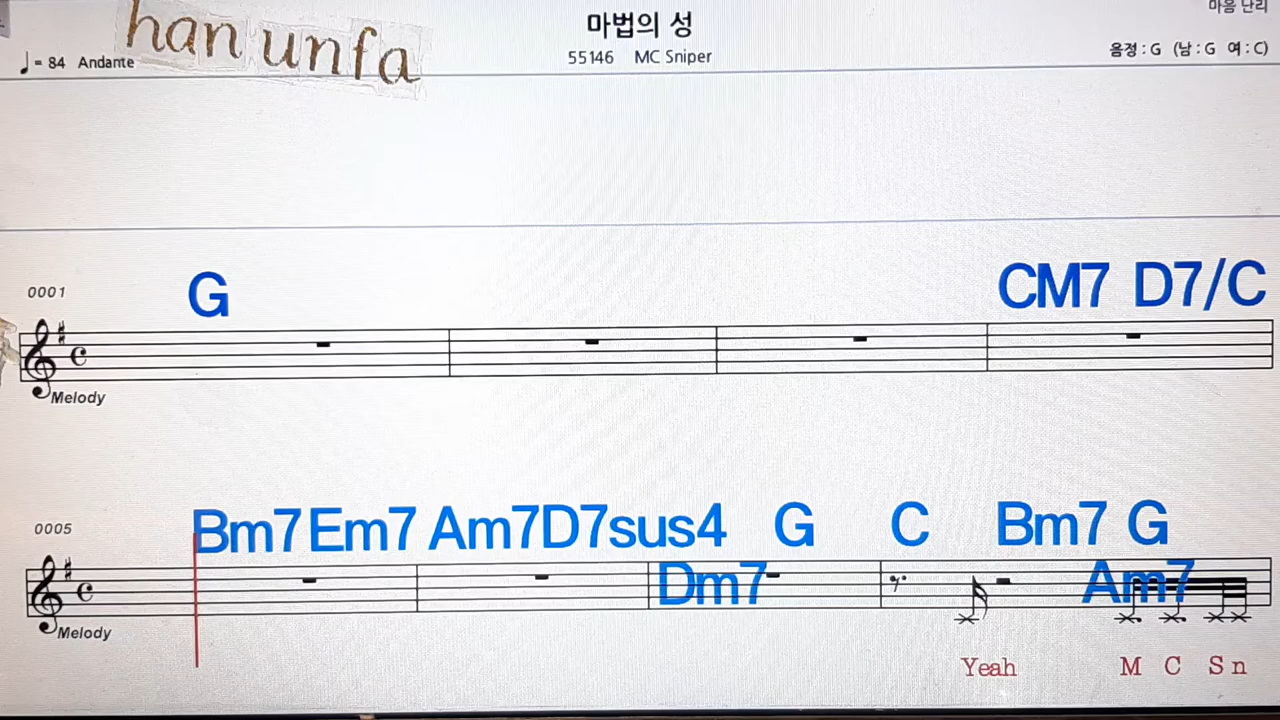 han unfa
마법의 성
마음 난리
♩ = 84 Andante
55146 MC Sniper
음정 : G (남 : G 여 : C)
0001
G CM7 D7/C
Melody
0005
Bm7 Em7 Am7 D7sus4 G C Bm7 G
Dm7 Am7
Melody
Yeah M C S n